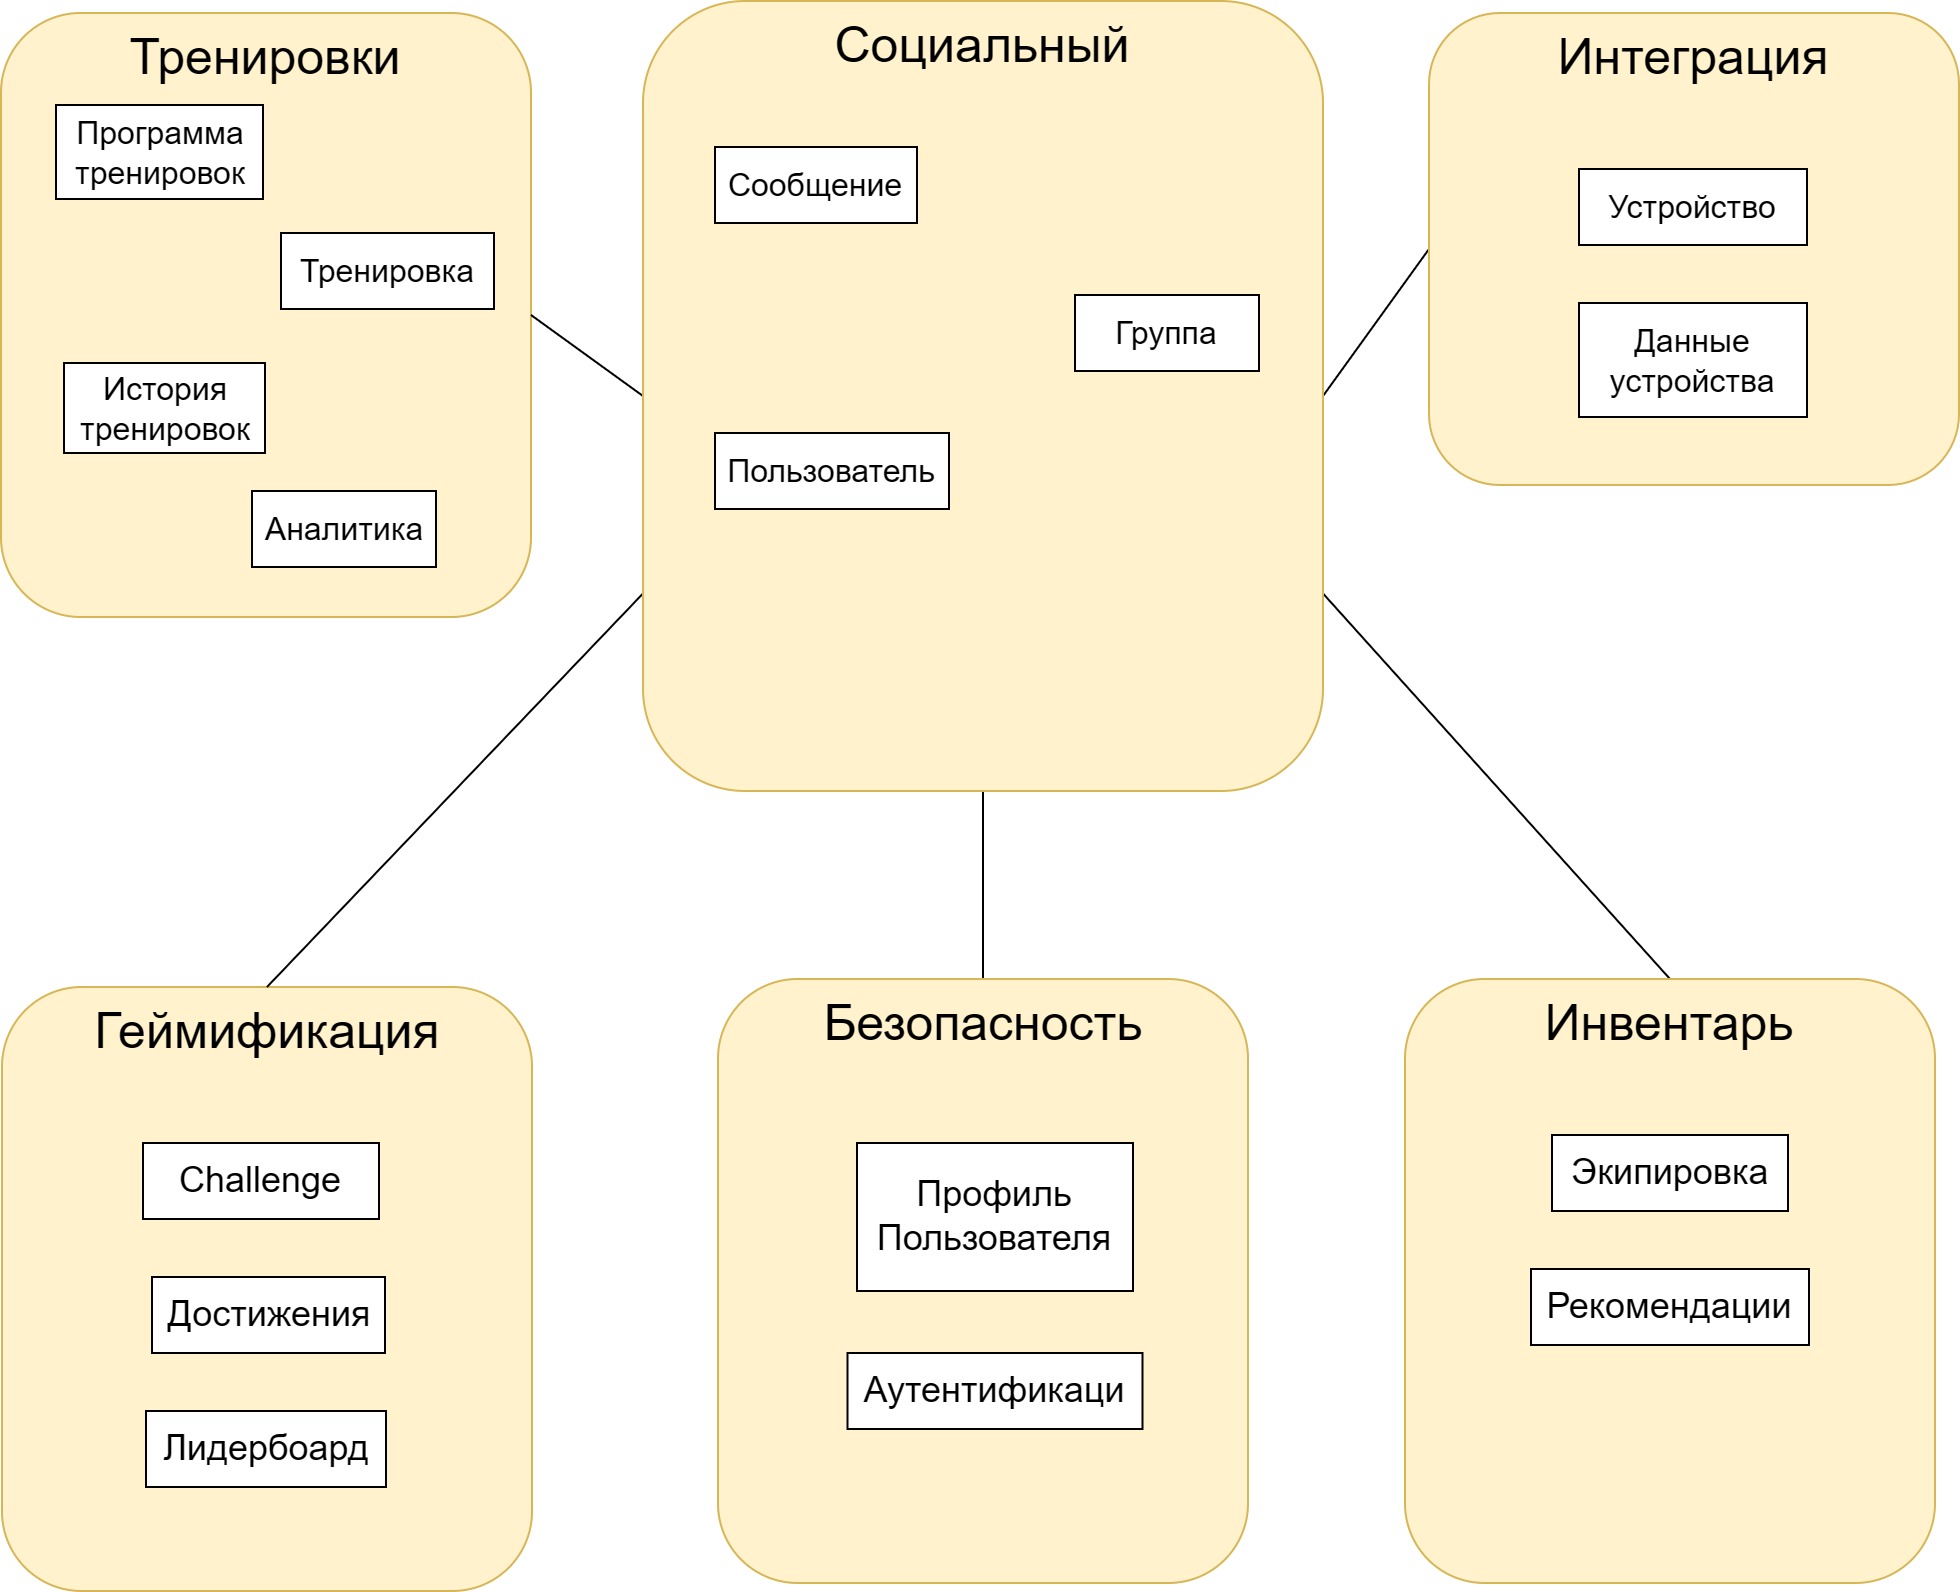 Тренировки
Программа
тренировок
Тренировка
История
тренировок
Аналитика
Социальный
Сообщение
Группа
Пользователь
Интеграция
Устройство
Данные
устройства
Геймификация
Challenge
Достижения
Лидербоард
Безопасность
Профиль
Пользователя
Аутентификаци
Инвентарь
Экипировка
Рекомендации